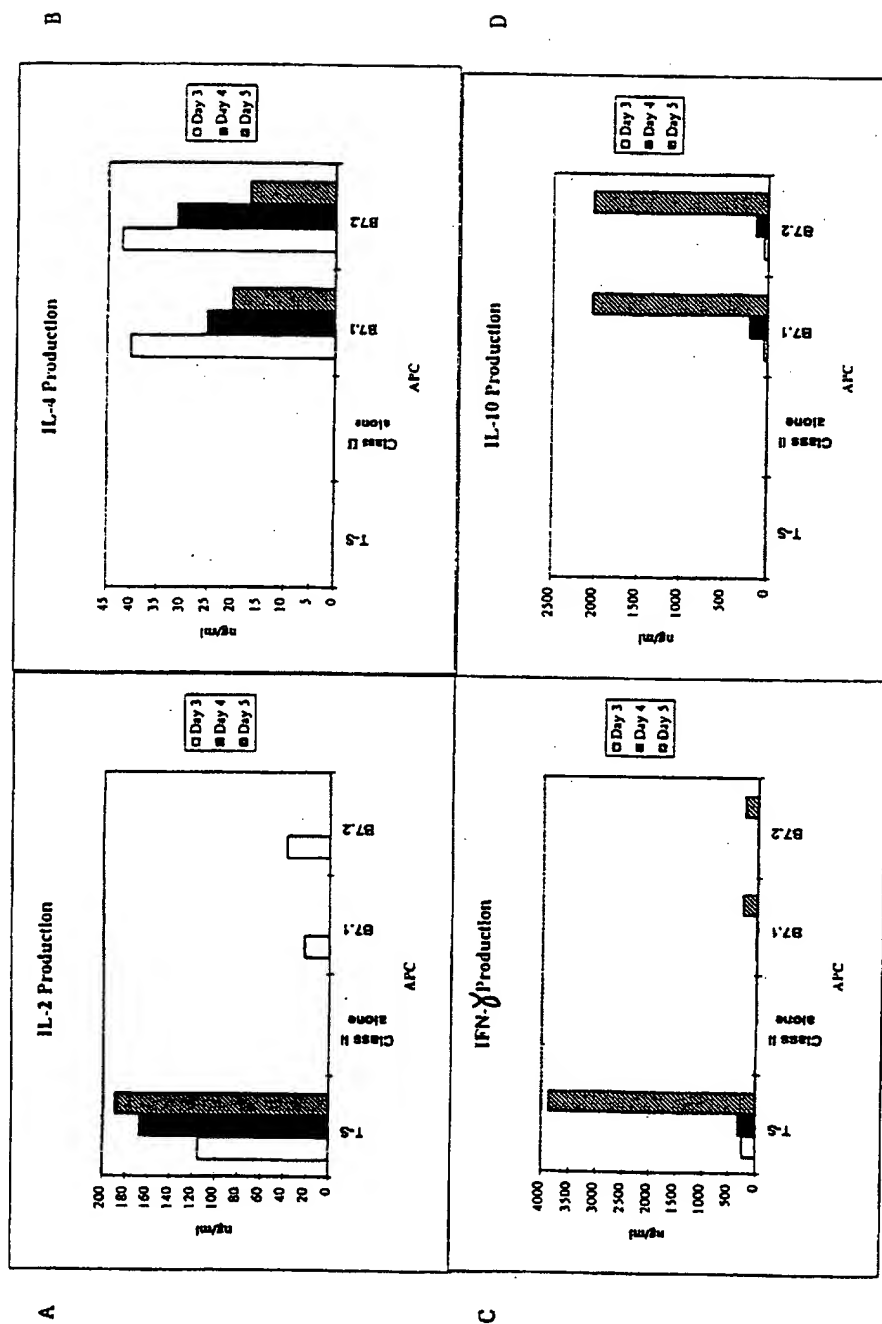 A
IL-2 Production
200
180
160
140
120
100
80
60
40
20
0
ng/ml
T-S
Class II alone
B7.1
B7.2
APC
Day 3
Day 4
Day 5
B
IL-4 Production
45
40
35
30
25
20
15
10
5
0
ng/ml
T-S
Class II alone
B7.1
B7.2
APC
Day 3
Day 4
Day 5
C
IFN-γ Production
4000
3500
3000
2500
2000
1500
1000
500
0
ng/ml
T-S
Class II alone
B7.1
B7.2
APC
Day 3
Day 4
Day 5
D
IL-10 Production
2500
2000
1500
1000
500
0
ng/ml
T-S
Class II alone
B7.1
B7.2
APC
Day 3
Day 4
Day 5